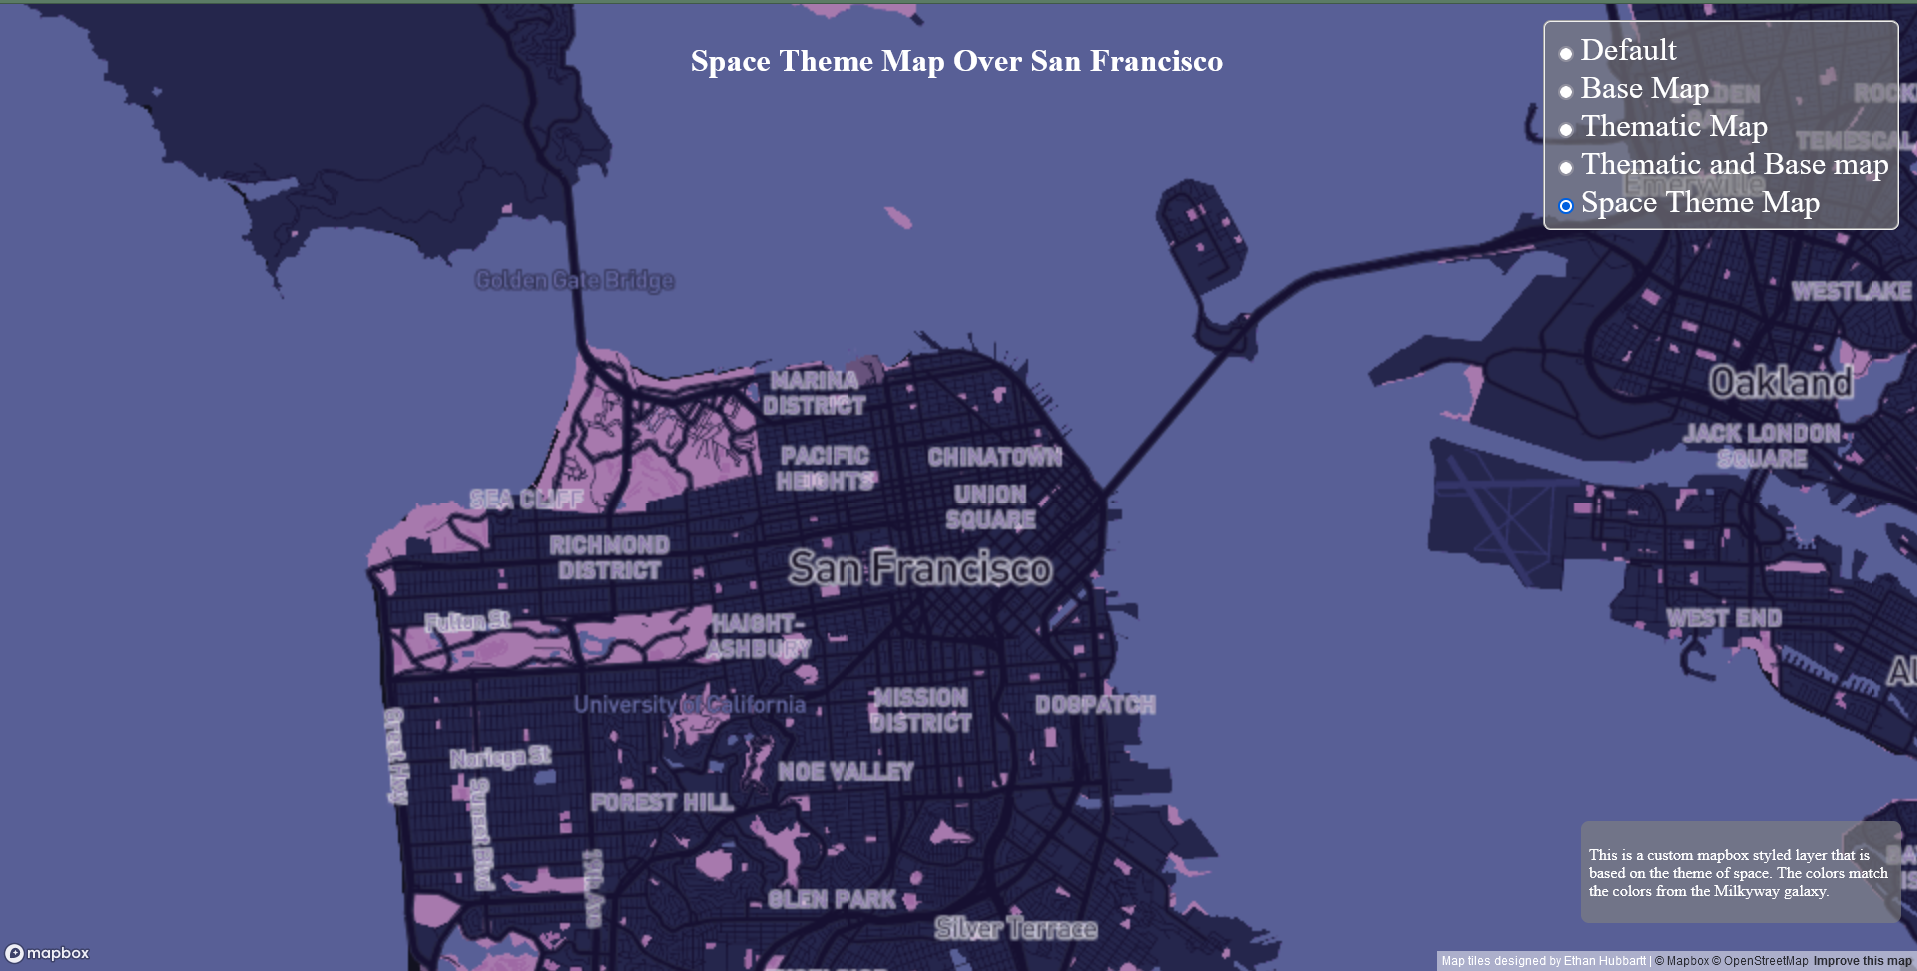 Space Theme Map Over San Francisco
Default
Base Map
Thematic Map
Thematic and Base map
Space Theme Map
TEMESCAL
Emeryville
Golden Gate Bridge
WESTLAKE
Oakland
MARINA
DISTRICT
JACK LONDON
SQUARE
PACIFIC
HEIGHTS
CHINATOWN
UNION
SQUARE
SEA CLIFF
RICHMOND
DISTRICT
San Francisco
Fulton St
HAIGHT-
ASHBURY
WEST END
University of California
MISSION
DISTRICT
DOGPATCH
Great Hwy
Noriega St
Sunset Blvd
NOE VALLEY
FOREST HILL
19th Ave
GLEN PARK
Silver Terrace
This is a custom mapbox styled layer that is
based on the theme of space. The colors match
the colors from the Milkyway galaxy.
mapbox
Map tiles designed by Ethan Hubbartt | © Mapbox © OpenStreetMap Improve this map